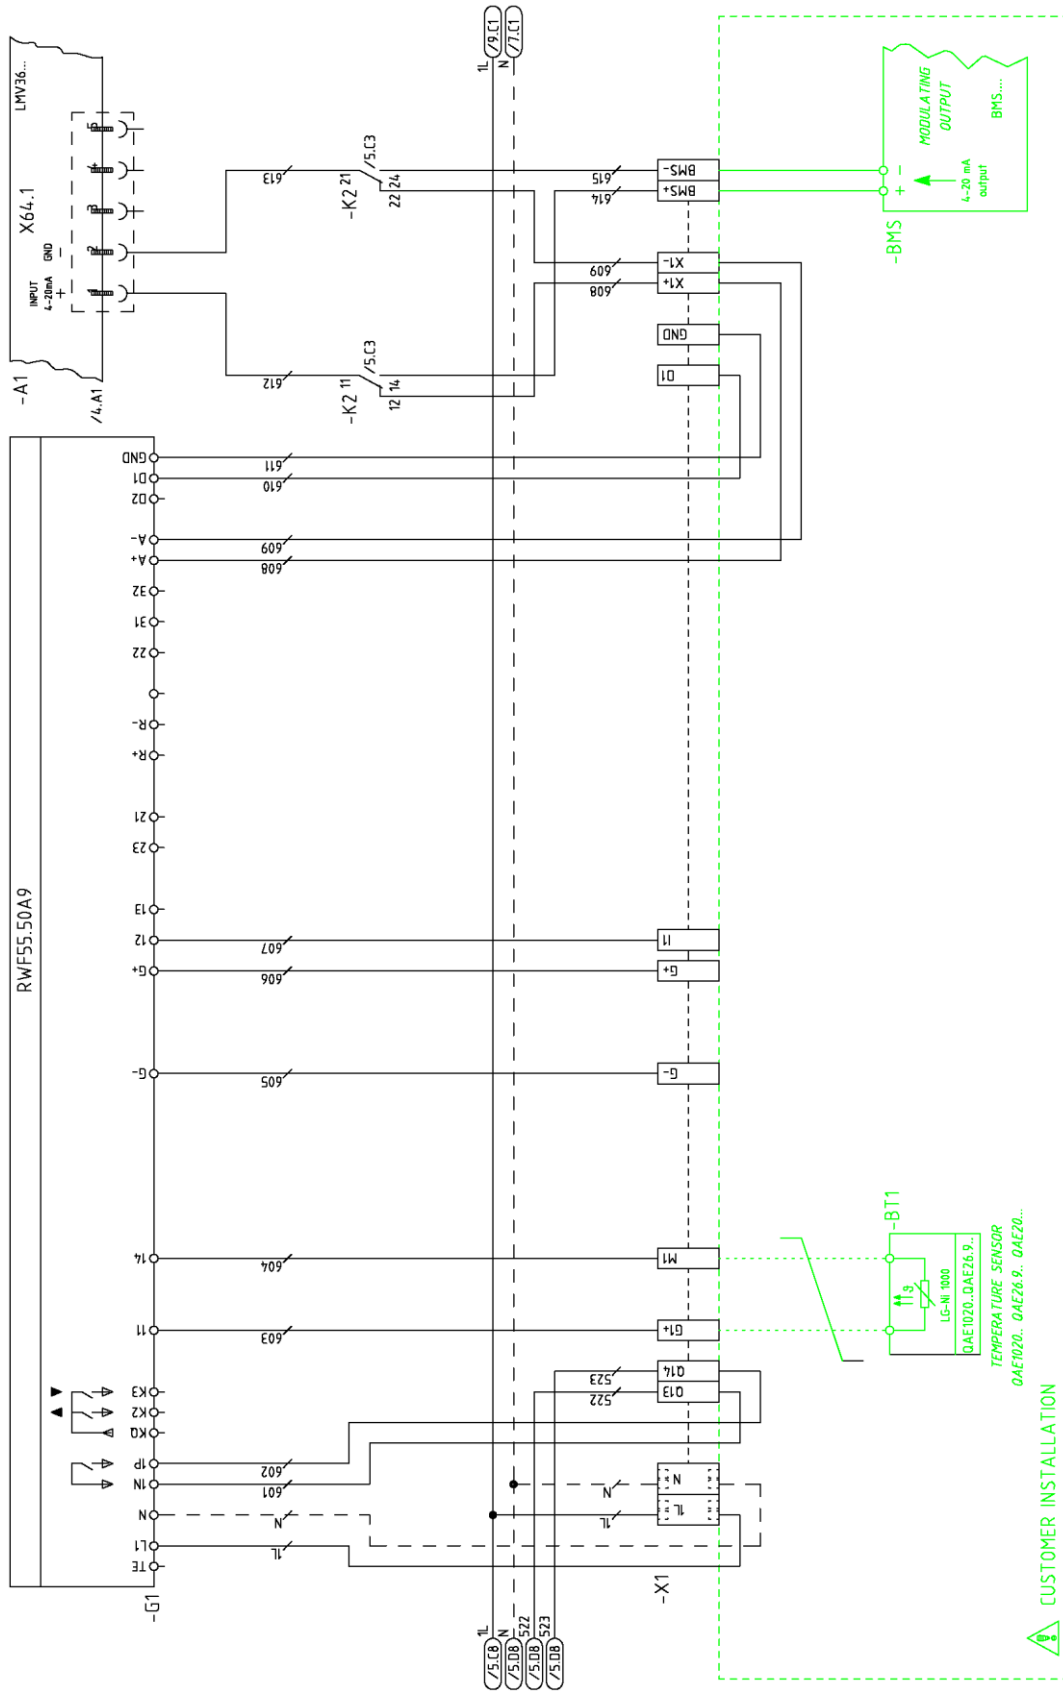 -A1
/4.A1
LMV36...
X64.1
INPUT
4-20mA
+
GND
-
1
2
3
4
5
RWF55.50A9
-G1
TE
L1
N
1N
1P
KQ
K2
K3
11
14
G-
G+
12
13
23
21
R+
R-
22
31
32
A+
A-
D2
D1
GND
1L
N
601
602
603
604
605
606
607
608
609
610
611
612
613
-K2 11
12 14
/5.C3
-K2 21
22 24
/5.C3
1L
/9.C1
N
/7.C1
/5.C8
1L
/5.D8
N
/5.D8
522
/5.D8
523
-X1
1L
N
1L
N
522
523
Q13
Q14
G1+
M1
G-
G+
I1
D1
GND
608
609
X1+
X1-
614
615
BMS+
BMS-
-BMS
+
-
4-20 mA
output
MODULATING
OUTPUT
BMS....
-BT1
LG-Ni 1000
QAE1020..QAE26.9..
TEMPERATURE SENSOR
QAE1020.. QAE26.9.. QAE20...
CUSTOMER INSTALLATION